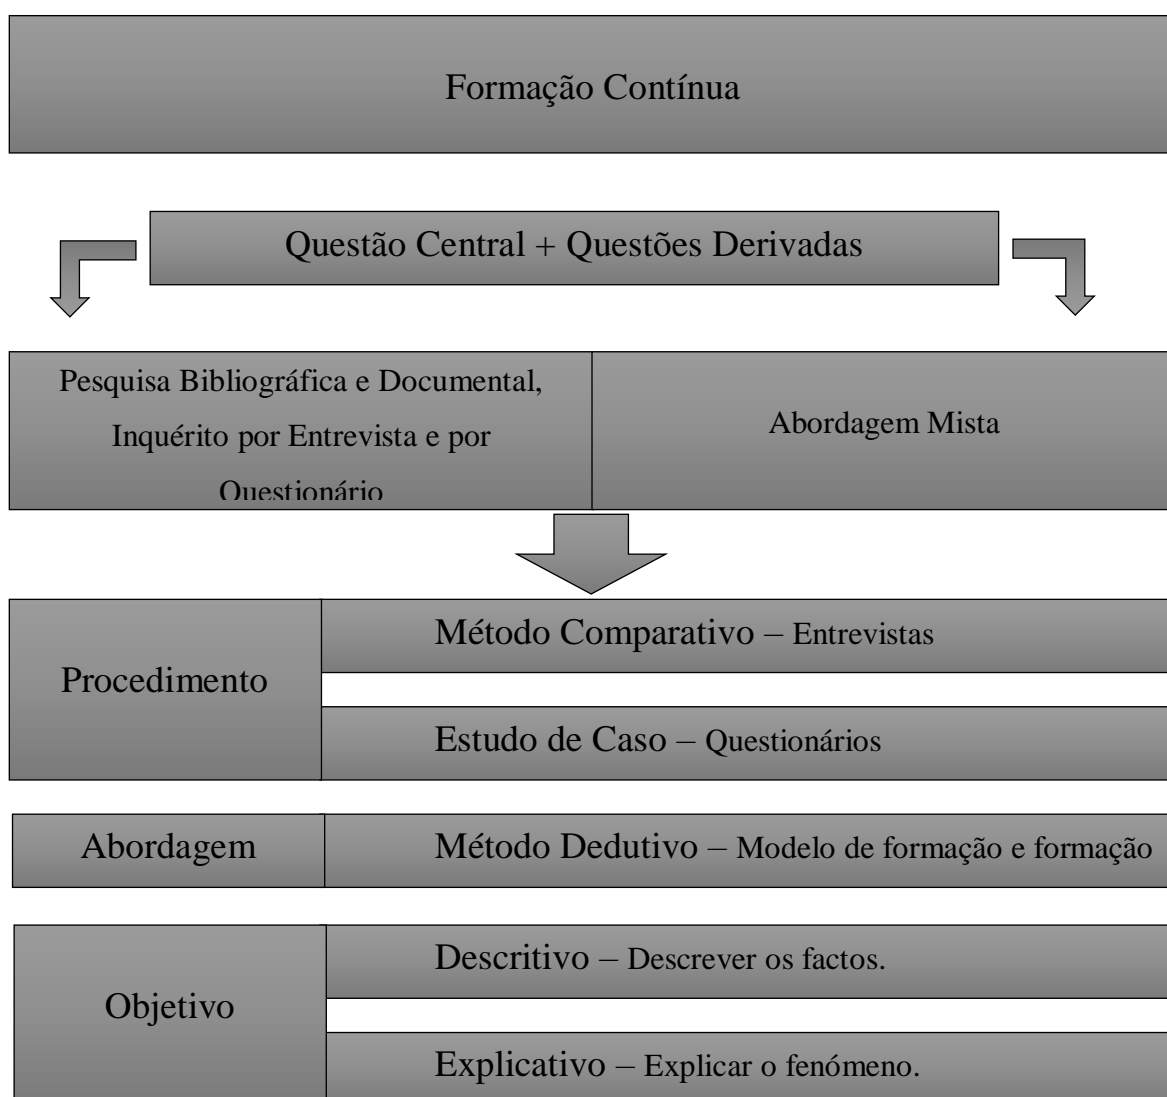 Formação Contínua
Questão Central + Questões Derivadas
Pesquisa Bibliográfica e Documental,
Inquérito por Entrevista e por
Questionário
Abordagem Mista
Procedimento
Método Comparativo – Entrevistas
Estudo de Caso – Questionários
Abordagem
Método Dedutivo – Modelo de formação e formação
Objetivo
Descritivo – Descrever os factos.
Explicativo – Explicar o fenómeno.